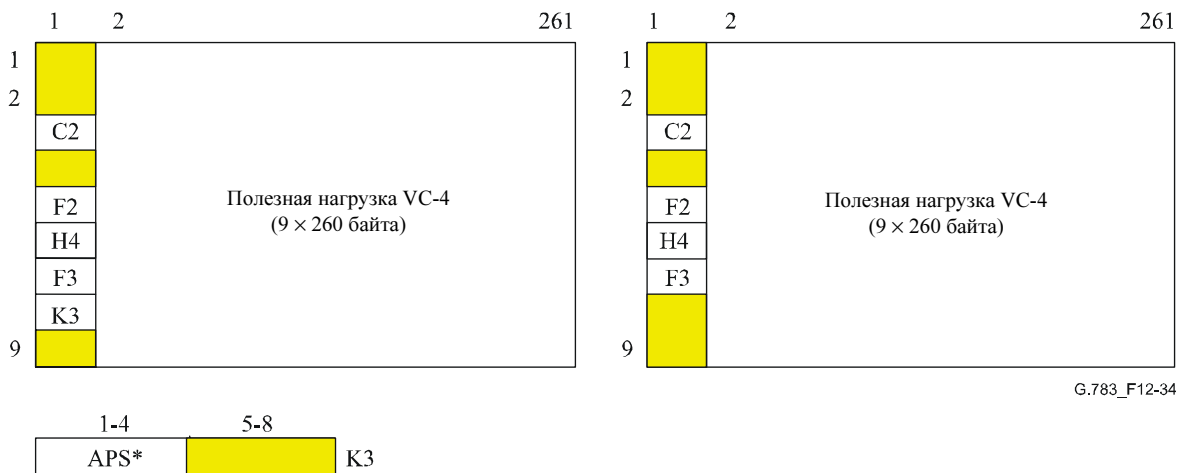 1 2 261
1
2
C2
F2
H4
F3
K3
9
Полезная нагрузка VC-4
(9 × 260 байта)
1 2 261
1
2
C2
F2
H4
F3
9
Полезная нагрузка VC-4
(9 × 260 байта)
G.783_F12-34
1-4 5-8
APS* K3